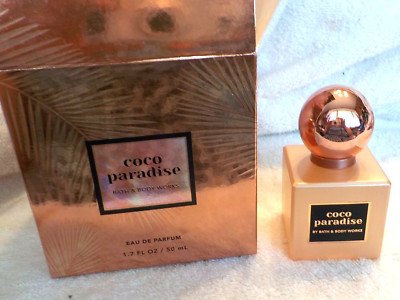 coco
paradise
BATH & BODY WORKS
EAU DE PARFUM
1.7 FL OZ / 50 mL
coco
paradise
BY BATH & BODY WORKS